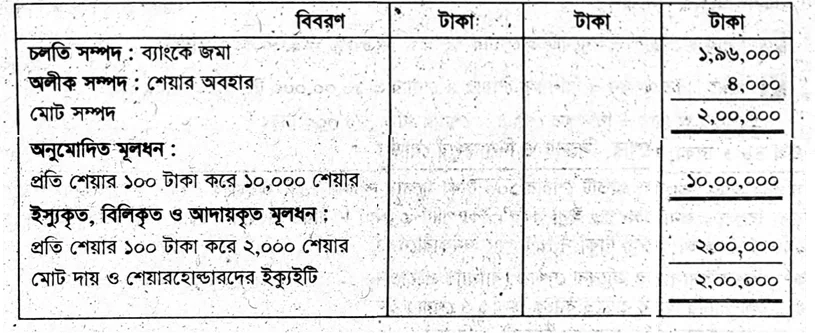 বিবরণ টাকা টাকা টাকা
চলতি সম্পদ : ব্যাংকে জমা ১,৯৬,০০০
অলীক সম্পদ : শেয়ার অবহার ৪,০০০
মোট সম্পদ ২,০০,০০০
অনুমোদিত মূলধন :
প্রতি শেয়ার ১০০ টাকা করে ১০,০০০ শেয়ার ১০,০০,০০০
ইস্যুকৃত, বিলিকৃত ও আদায়কৃত মূলধন ;
প্রতি শেয়ার ১০০ টাকা করে ২,০০০ শেয়ার ২,০০,০০০
মোট দায় ও শেয়ারহোল্ডারদের ইক্যুইটি ২,০০,০০০